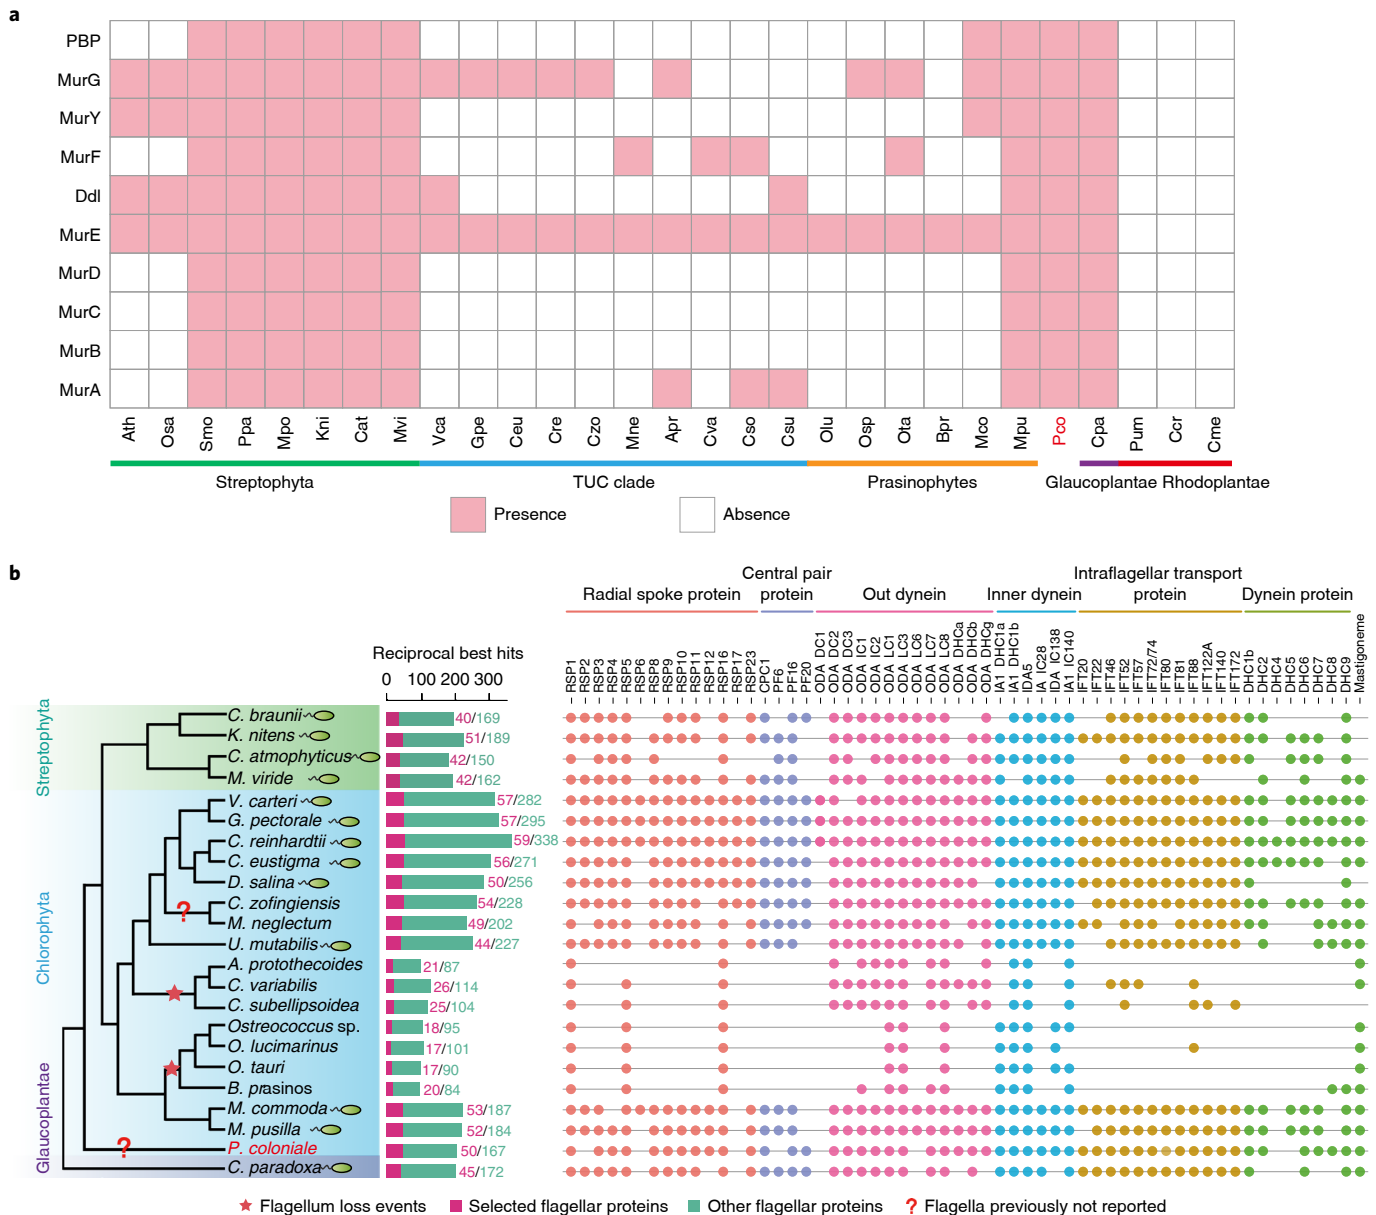 a
PBP
MurG
MurY
MurF
Ddl
MurE
MurD
MurC
MurB
MurA
Ath Osa Smo Ppa Mpo Kni Cat Mvi Vca Gpe Ceu Cre Czo Mne Apr Cva Cso Csu Olu Osp Ota Bpr Mco Mpu Pco Cpa Pum Ccr Cme
Streptophyta TUC clade Prasinophytes Glaucoplantae Rhodoplantae
Presence Absence
b
Central pair Intraflagellar transport
Radial spoke protein protein Out dynein Inner dynein protein Dynein protein
Reciprocal best hits
0 100 200 300
RSP1 RSP2 RSP3 RSP4 RSP5 RSP6 RSP8 RSP9 RSP10 RSP11 RSP12 RSP16 RSP17 RSP23 CPC1 PF6 PF16 PF20 ODA DC1 ODA DC2 ODA DC3 ODA IC1 ODA IC2 ODA LC1 ODA LC3 ODA LC6 ODA LC7 ODA LC8 ODA DHCa ODA DHCb ODA DHCg IA1 DHC1a IA1 DHC1b IDA5 IA IC28 IDA IC138 IA1 IC140 IFT20 IFT22 IFT46 IFT52 IFT57 IFT72/74 IFT80 IFT81 IFT88 IFT122A IFT140 IFT172 DHC1b DHC2 DHC4 DHC5 DHC6 DHC7 DHC8 DHC9 Mastigoneme
Streptophyta
Chlorophyta
Glaucoplantae
C. braunii 40/169
K. nitens 51/189
C. atmophyticus 42/150
M. viride 42/162
V. carteri 57/282
G. pectorale 57/295
C. reinhardtii 59/338
C. eustigma 56/271
D. salina 50/256
? C. zofingiensis 54/228
M. neglectum 49/202
U. mutabilis 44/227
A. protothecoides 21/87
C. variabilis 26/114
C. subellipsoidea 25/104
Ostreococcus sp. 18/95
O. lucimarinus 17/101
O. tauri 17/90
B. prasinos 20/84
M. commoda 53/187
M. pusilla 52/184
? P. coloniale 50/167
C. paradoxa 45/172
Flagellum loss events Selected flagellar proteins Other flagellar proteins ? Flagella previously not reported